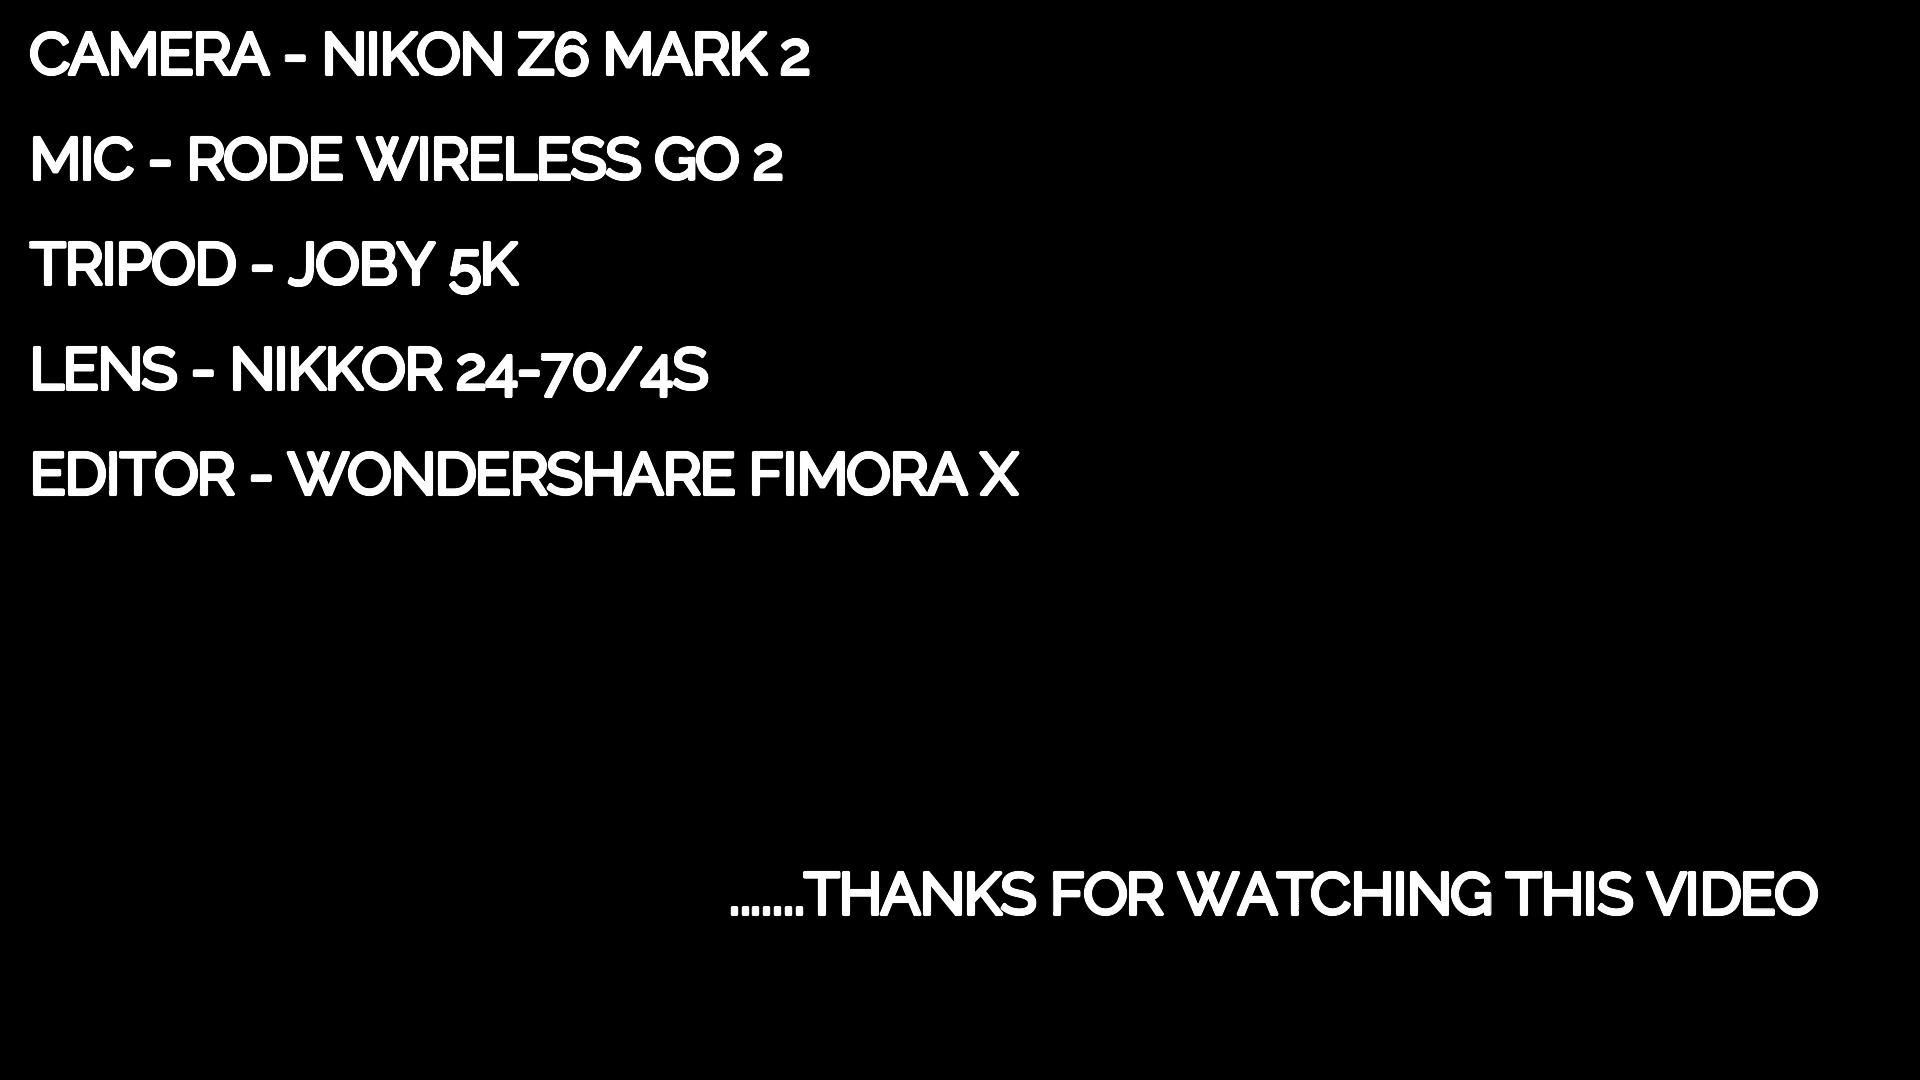 CAMERA - NIKON Z6 MARK 2
MIC - RODE WIRELESS GO 2
TRIPOD - JOBY 5K
LENS - NIKKOR 24-70/4S
EDITOR - WONDERSHARE FIMORA X
.......THANKS FOR WATCHING THIS VIDEO